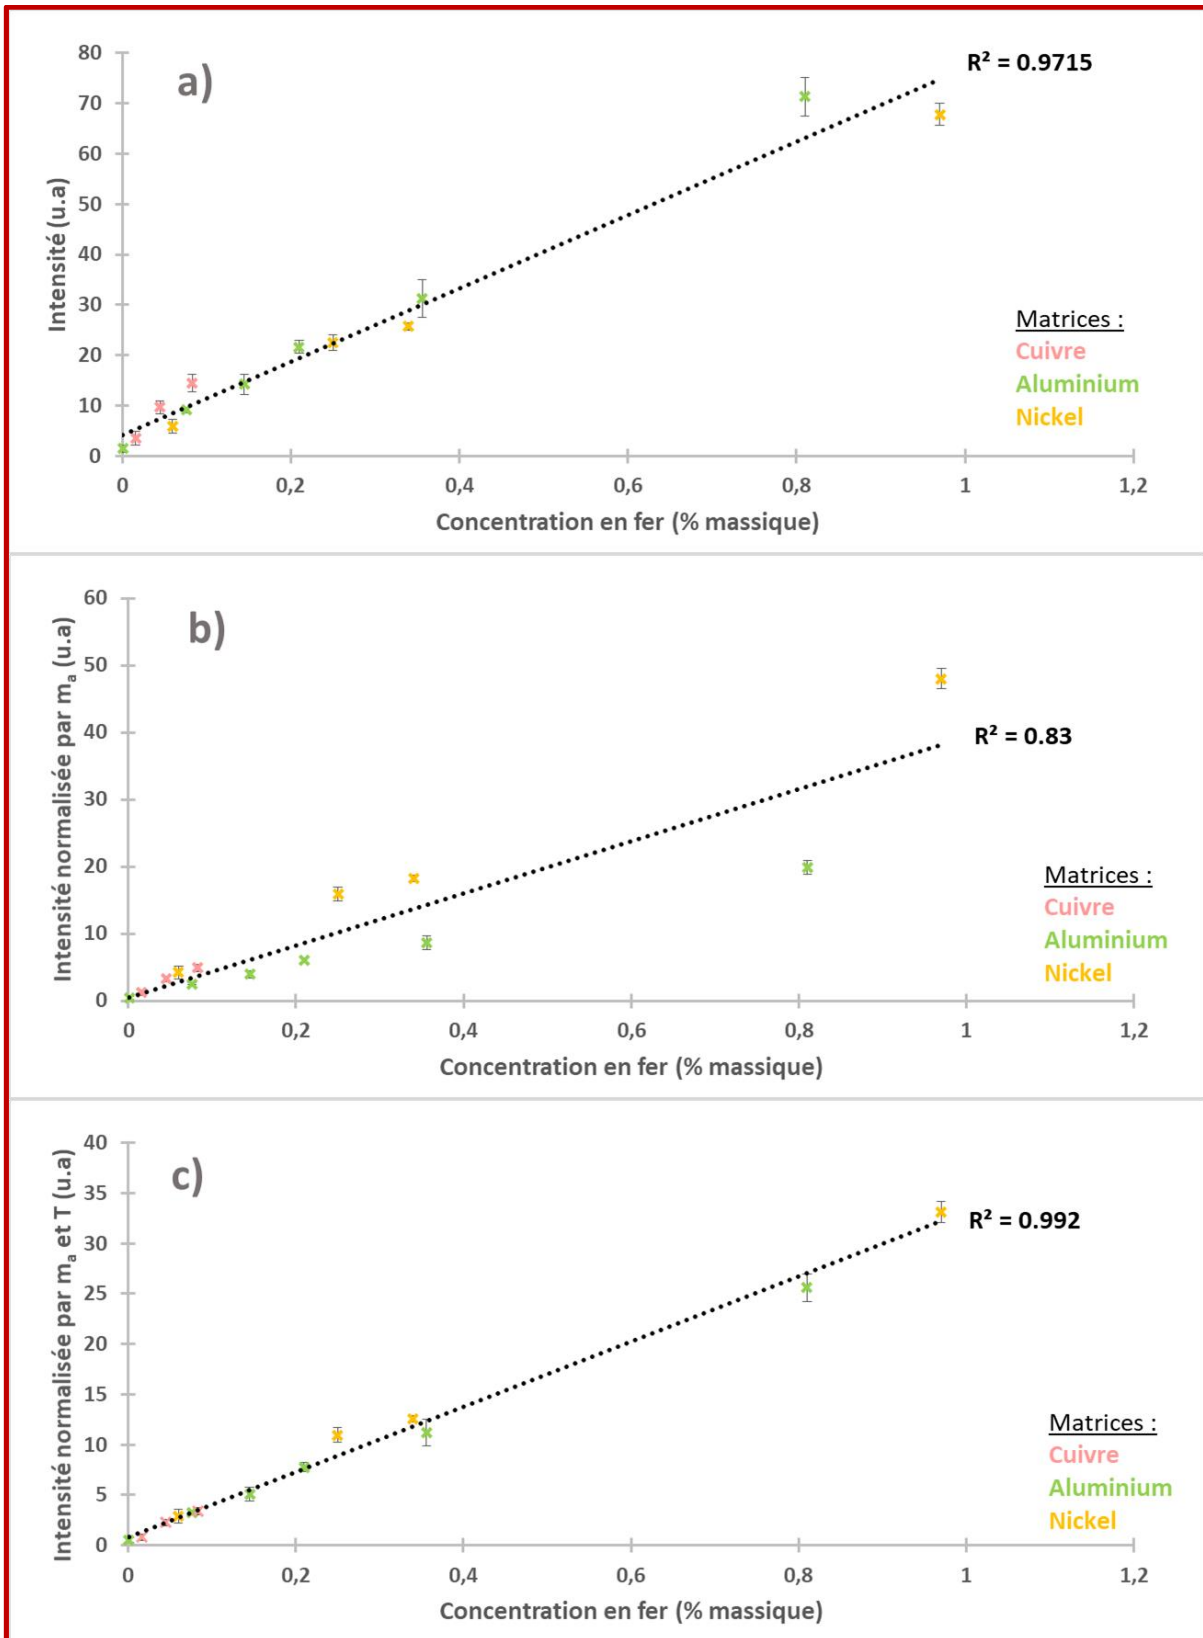 a)
R² = 0.9715
80
70
60
50
40
30
20
10
0
Intensité (u.a)
0 0,2 0,4 0,6 0,8 1 1,2
Concentration en fer (% massique)
Matrices :
Cuivre
Aluminium
Nickel
b)
R² = 0.83
60
50
40
30
20
10
0
Intensité normalisée par mₐ (u.a)
0 0,2 0,4 0,6 0,8 1 1,2
Concentration en fer (% massique)
Matrices :
Cuivre
Aluminium
Nickel
c)
R² = 0.992
40
35
30
25
20
15
10
5
0
Intensité normalisée par mₐ et T (u.a)
0 0,2 0,4 0,6 0,8 1 1,2
Concentration en fer (% massique)
Matrices :
Cuivre
Aluminium
Nickel